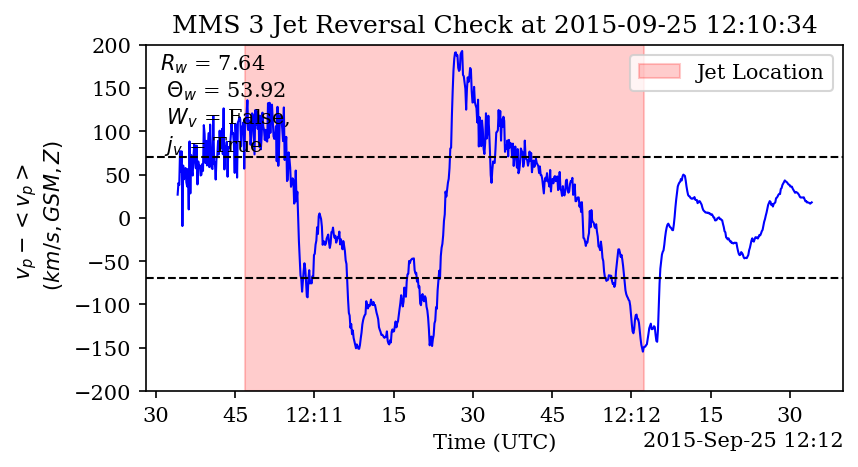 MMS 3 Jet Reversal Check at 2015-09-25 12:10:34
R_w = 7.64
Θ_w = 53.92
W_v = False,
j_v = True
Jet Location
200
150
100
50
0
−50
−100
−150
−200
v_p − < v_p >
(km/s, GSM, Z)
30 45 12:11 15 30 45 12:12 15 30
Time (UTC)
2015-Sep-25 12:12